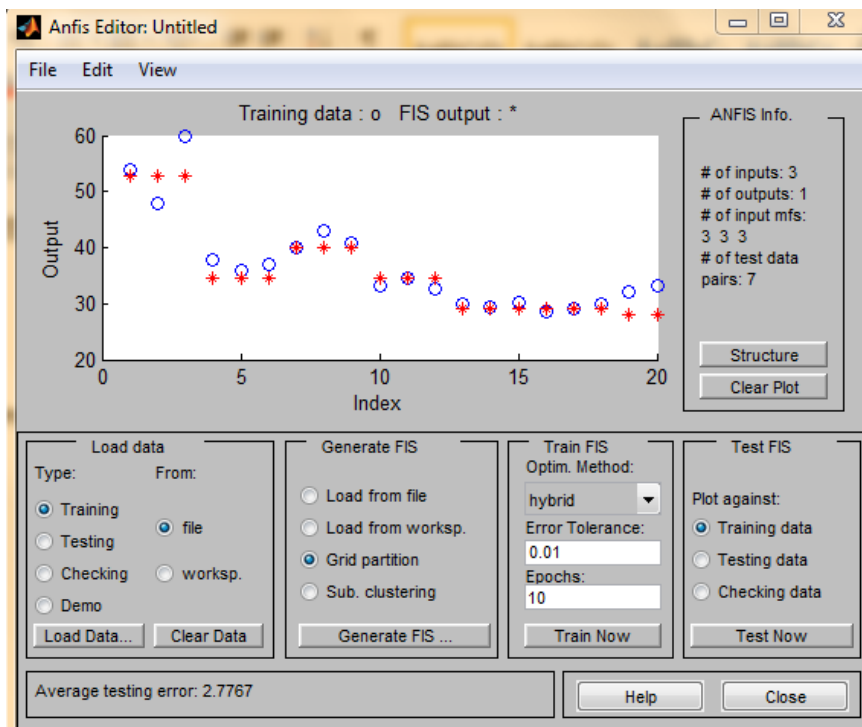 Anfis Editor: Untitled
File Edit View
Training data : o FIS output : *
60
50
40
30
20
Output
0 5 10 15 20
Index
ANFIS Info.
# of inputs: 3
# of outputs: 1
# of input mfs:
3 3 3
# of test data
pairs: 7
Structure
Clear Plot
Load data
Type: From:
Training
Testing
Checking
Demo
file
worksp.
Load Data... Clear Data
Generate FIS
Load from file
Load from worksp.
Grid partition
Sub. clustering
Generate FIS ...
Train FIS
Optim. Method:
hybrid
Error Tolerance:
0.01
Epochs:
10
Train Now
Test FIS
Plot against:
Training data
Testing data
Checking data
Test Now
Average testing error: 2.7767
Help Close